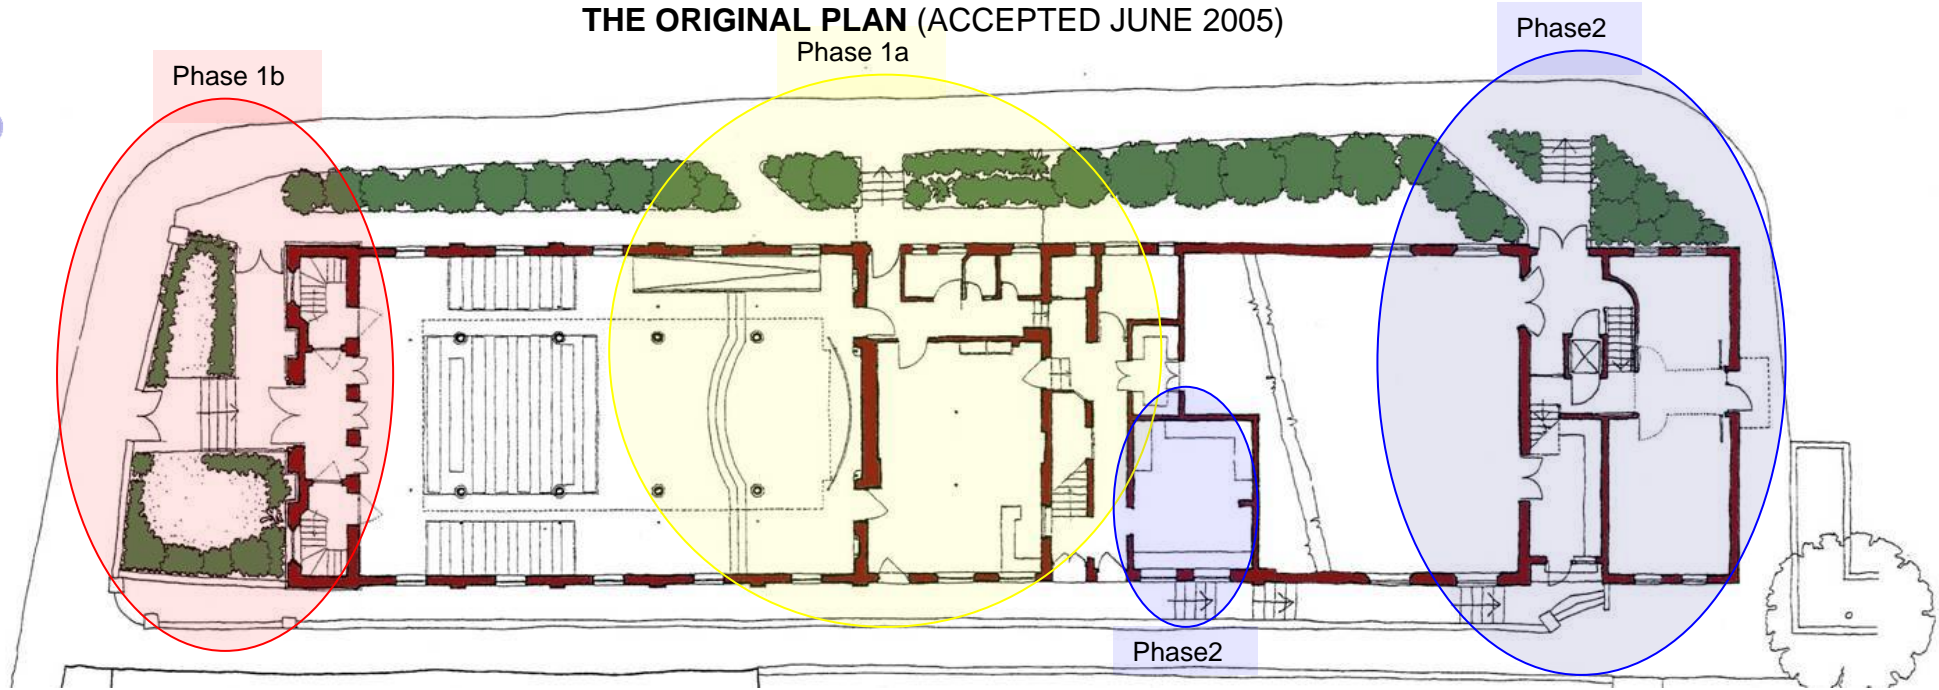 THE ORIGINAL PLAN (ACCEPTED JUNE 2005)
Phase 1b
Phase 1a
Phase2
Phase2